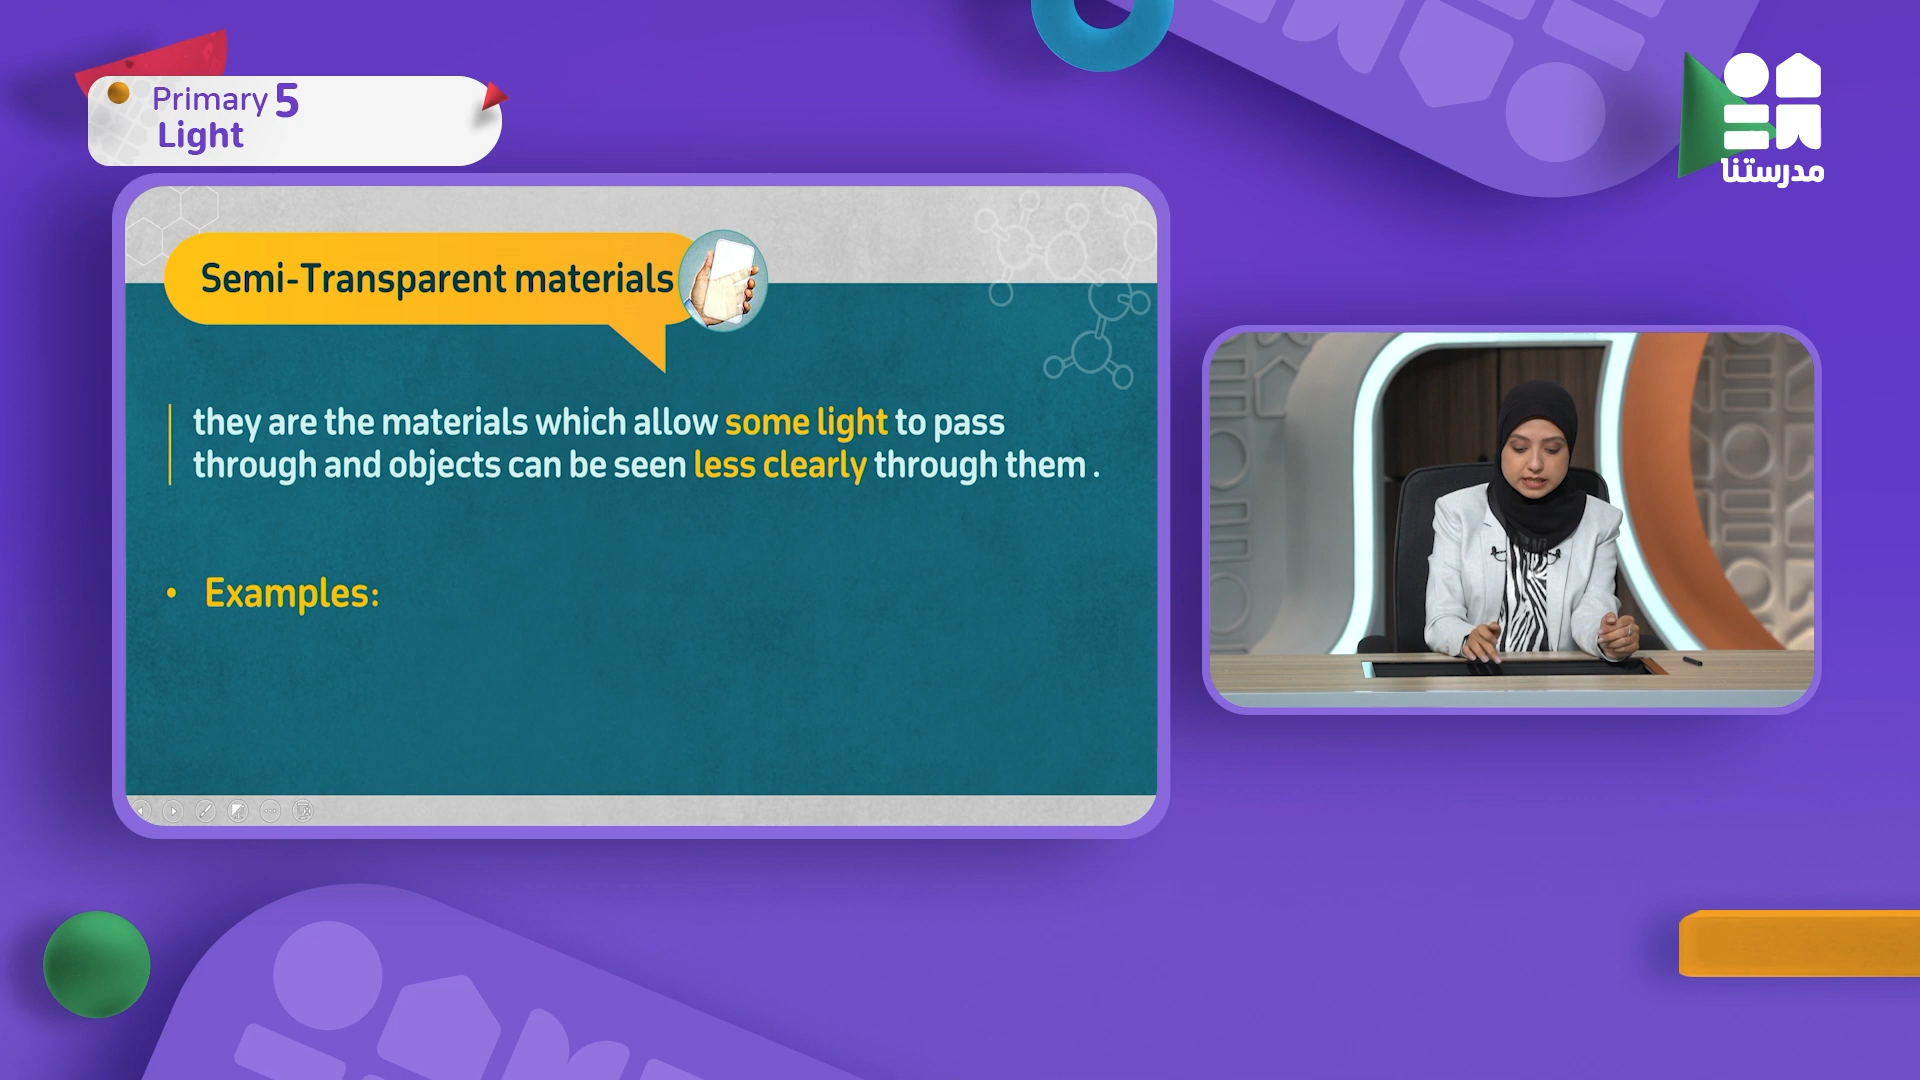 Primary 5
Light
مدرستنا
Semi-Transparent materials
they are the materials which allow some light to pass
through and objects can be seen less clearly through them .
• Examples: